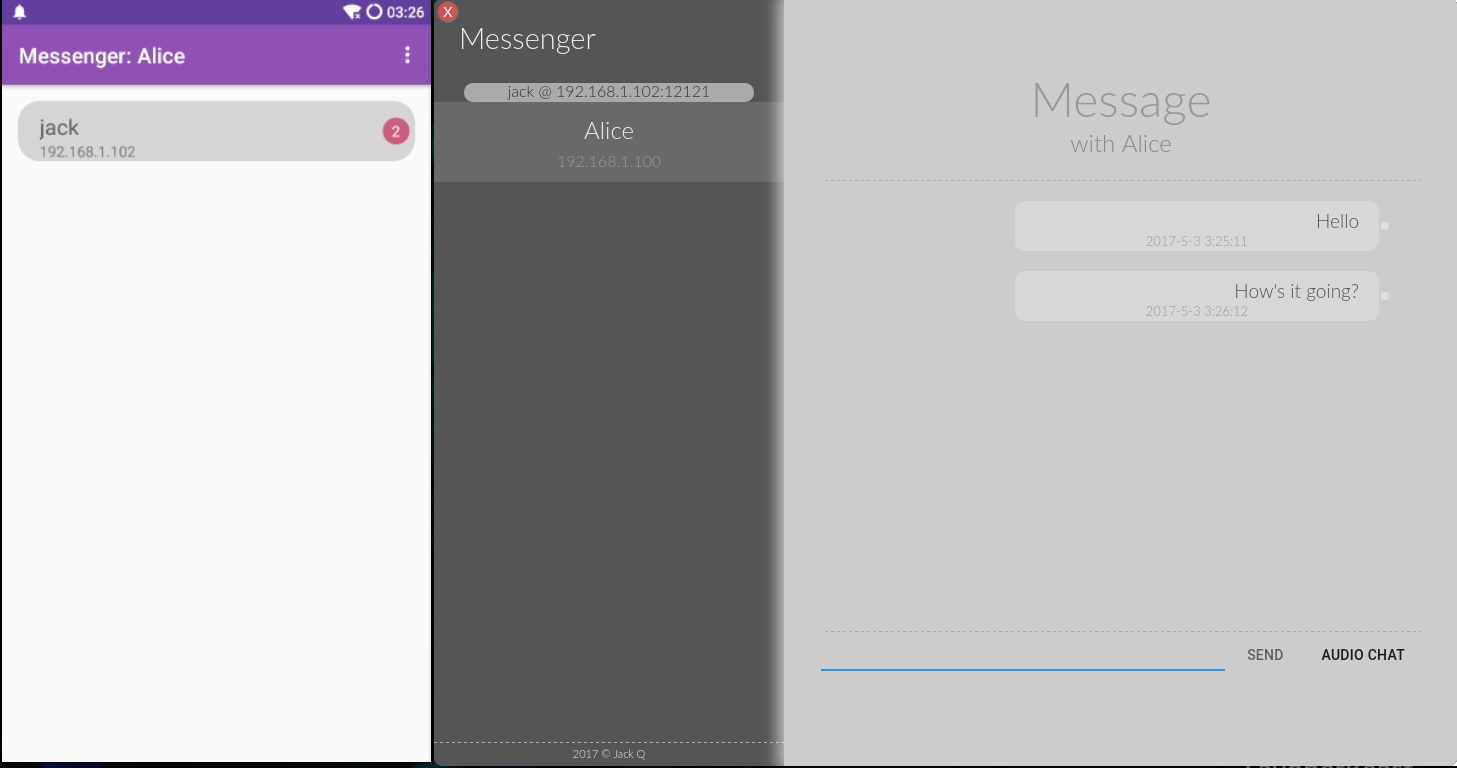 03:26
Messenger: Alice
jack
2
192.168.1.102
X
Messenger
jack @ 192.168.1.102:12121
Alice
192.168.1.100
2017 © Jack Q
Message
with Alice
Hello
2017-5-3 3:25:11
How's it going?
2017-5-3 3:26:12
SEND
AUDIO CHAT